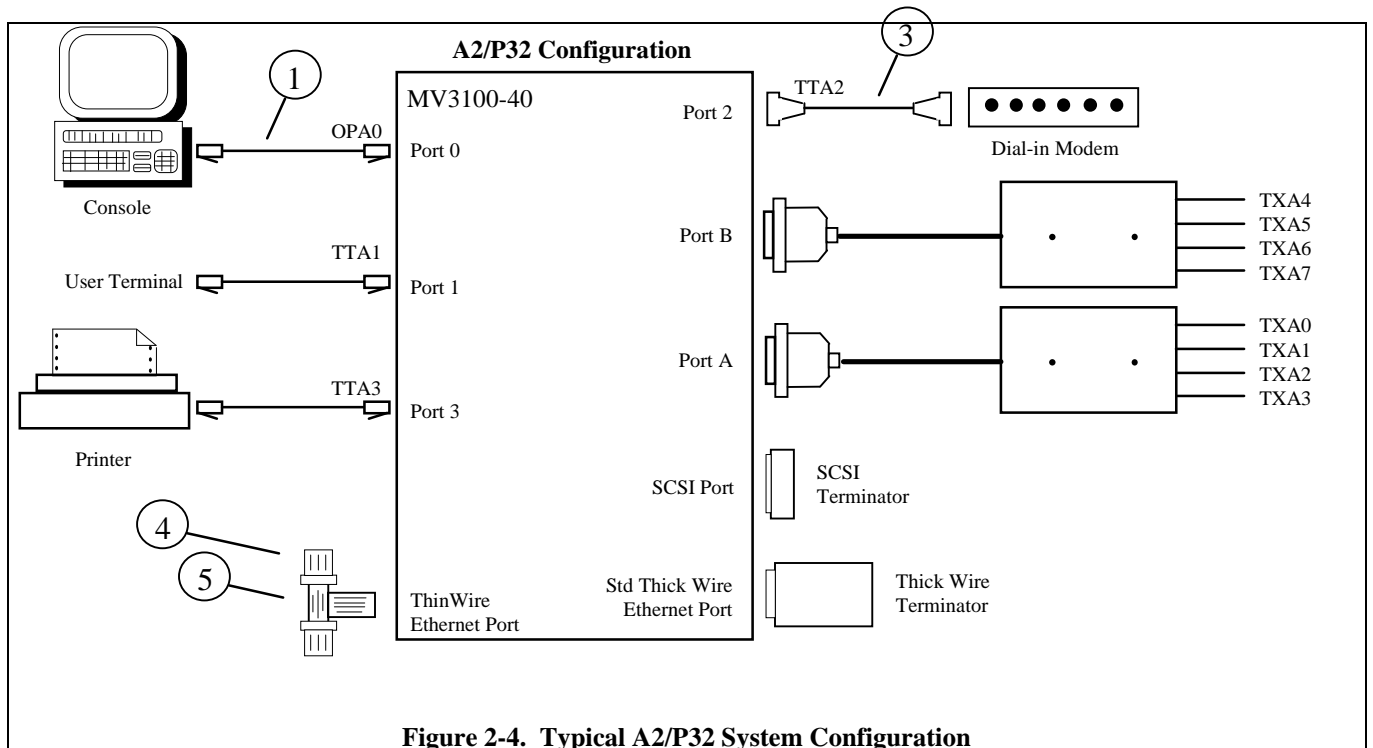 A2/P32 Configuration
3
1
MV3100-40
TTA2
Port 2
OPA0
Port 0
Dial-in Modem
Console
TXA4
TXA5
TXA6
TXA7
Port B
TTA1
User Terminal
Port 1
TXA0
TXA1
TXA2
TXA3
Port A
TTA3
Port 3
Printer
SCSI Port
SCSI
Terminator
4
5
ThinWire
Ethernet Port
Std Thick Wire
Ethernet Port
Thick Wire
Terminator
Figure 2-4. Typical A2/P32 System Configuration